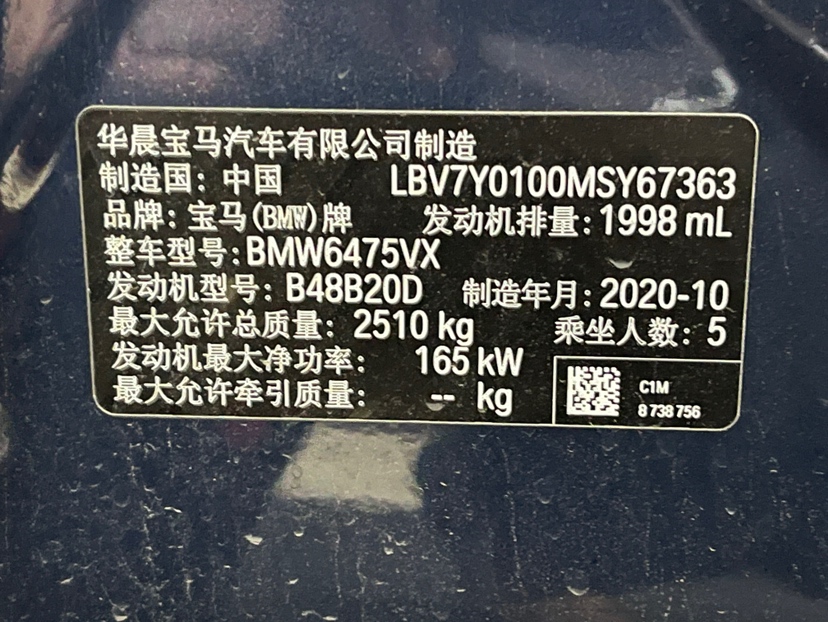 华晨宝马汽车有限公司制造
制造国：中国 LBV7Y0100MSY67363
品牌：宝马(BMW)牌 发动机排量：1998 mL
整车型号：BMW6475VX
发动机型号：B48B20D 制造年月：2020-10
最大允许总质量：2510 kg 乘坐人数：5
发动机最大净功率：165 kW
最大允许牵引质量：-- kg
C1M
8 738 756